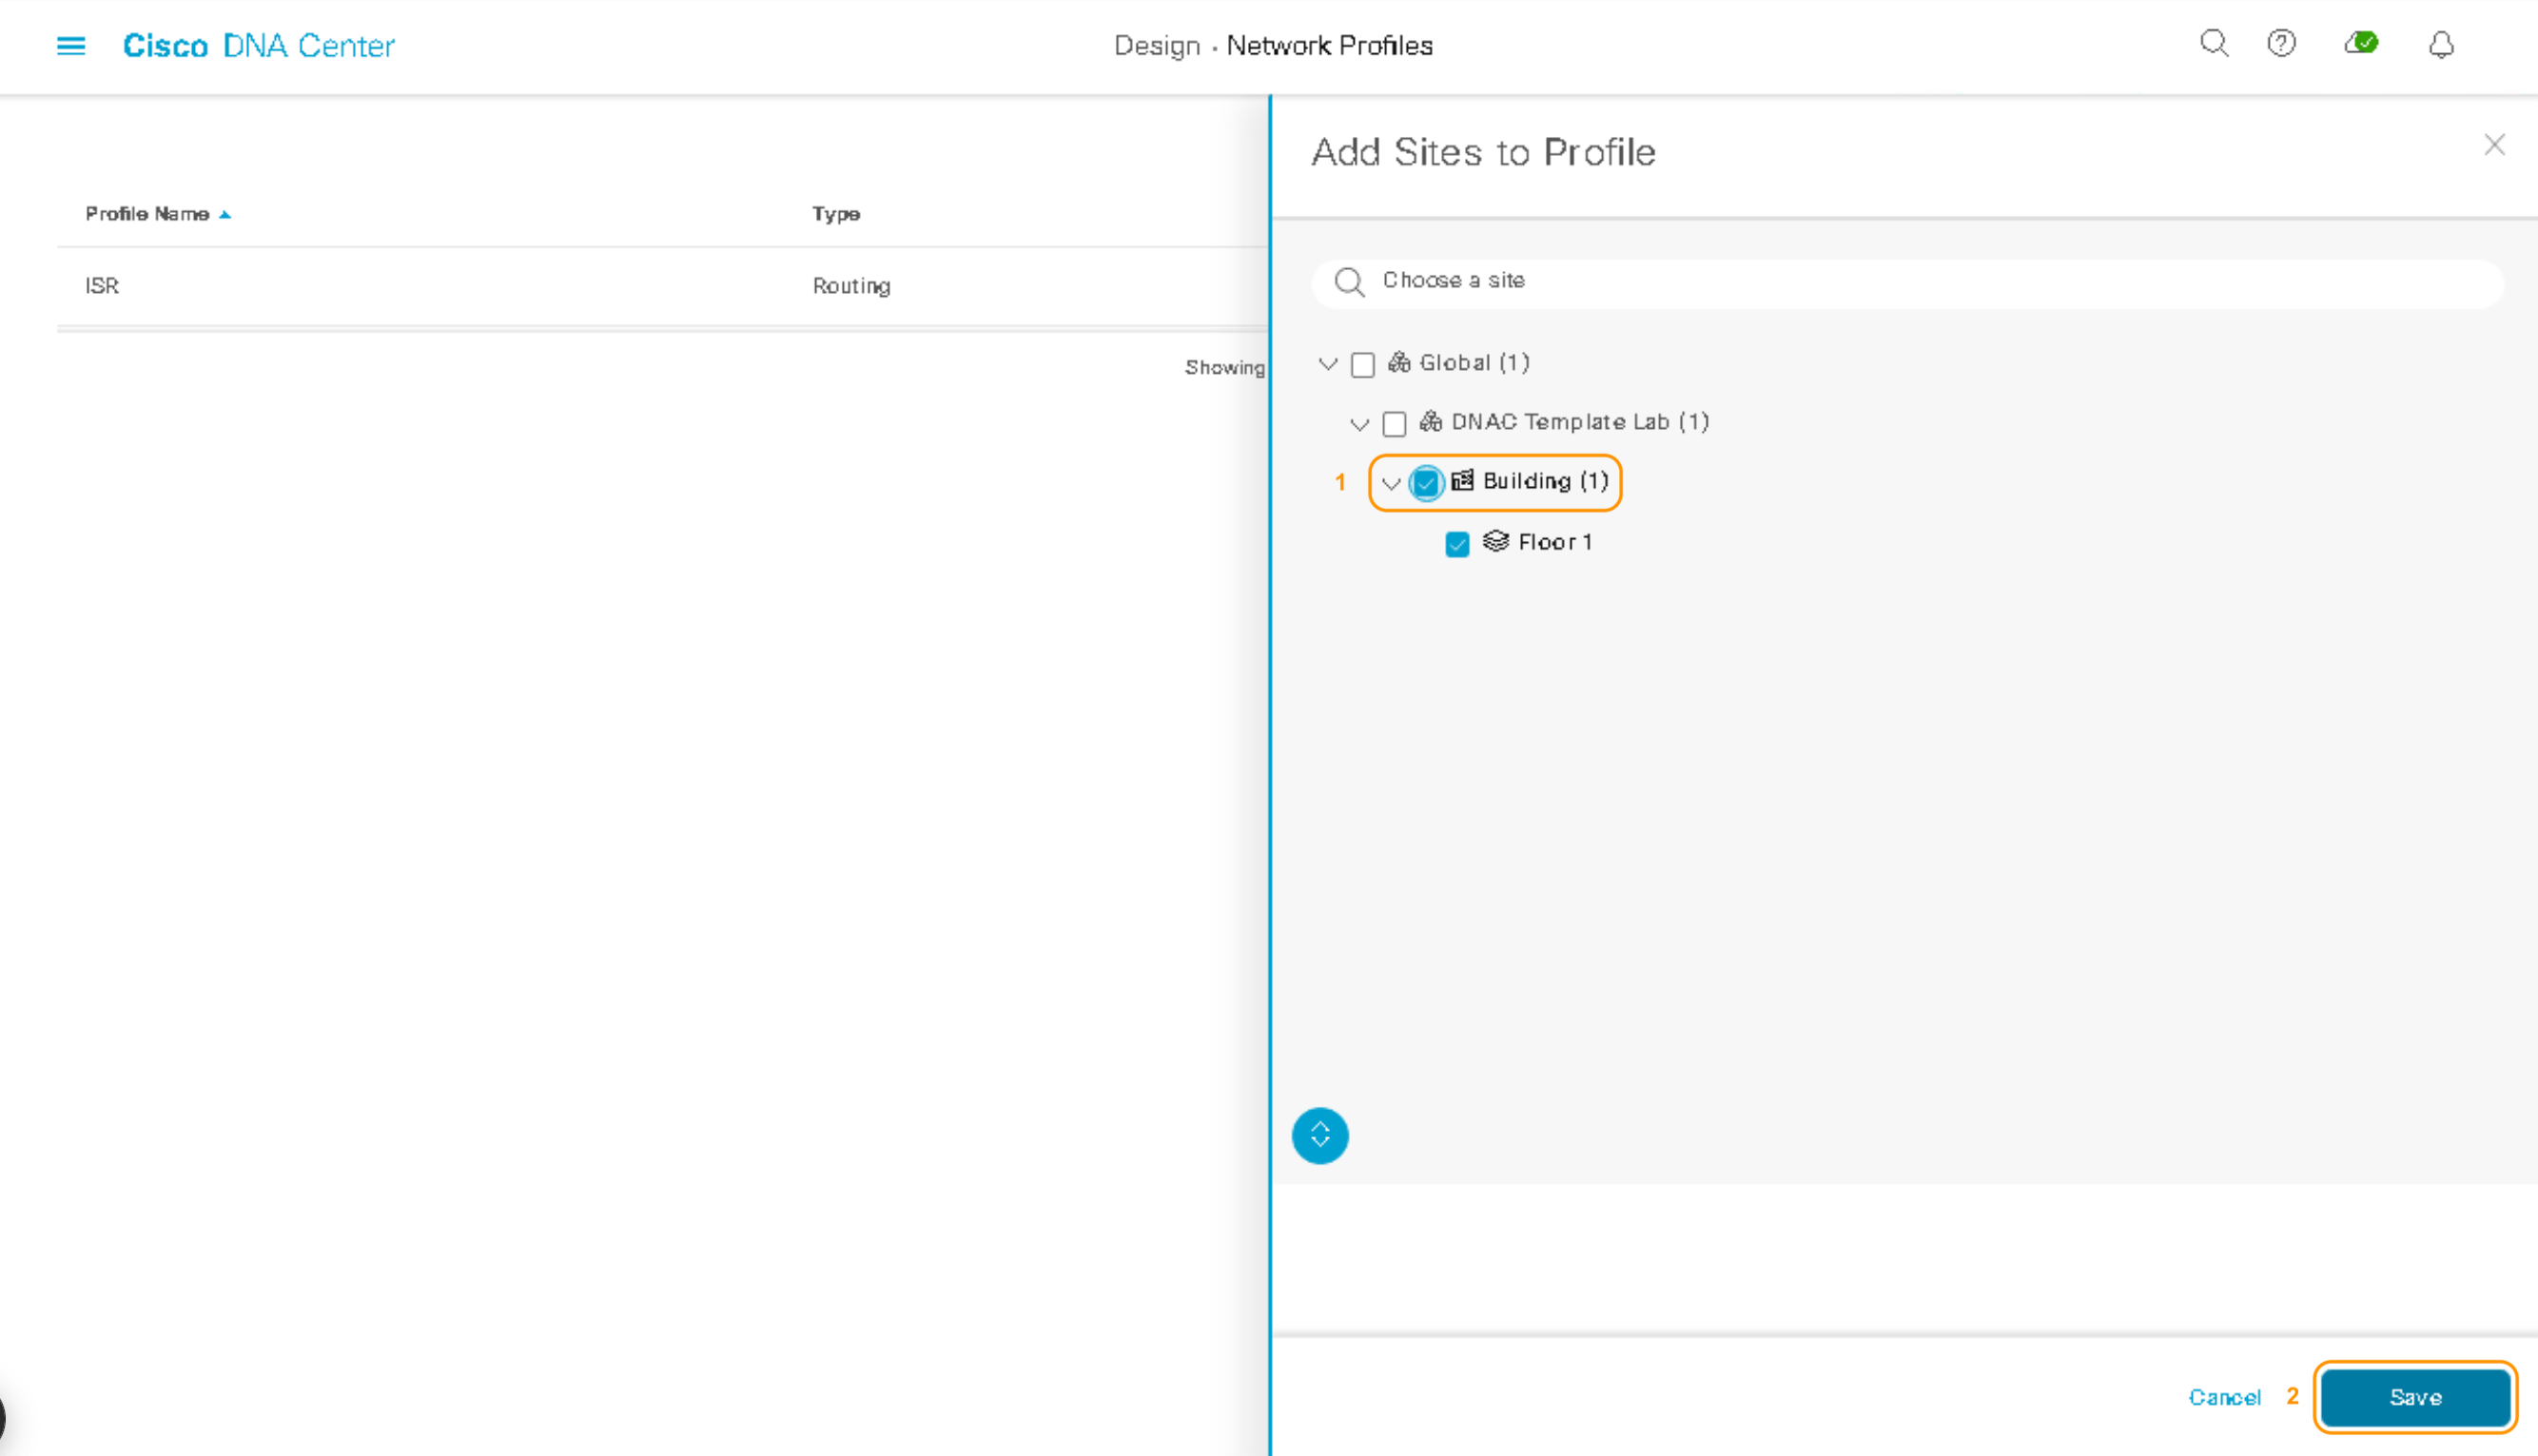 Cisco DNA Center
Design · Network Profiles
Profile Name
Type
ISR
Routing
Showing
Add Sites to Profile
Choose a site
Global (1)
DNAC Template Lab (1)
1
Building (1)
Floor 1
Cancel
2
Save